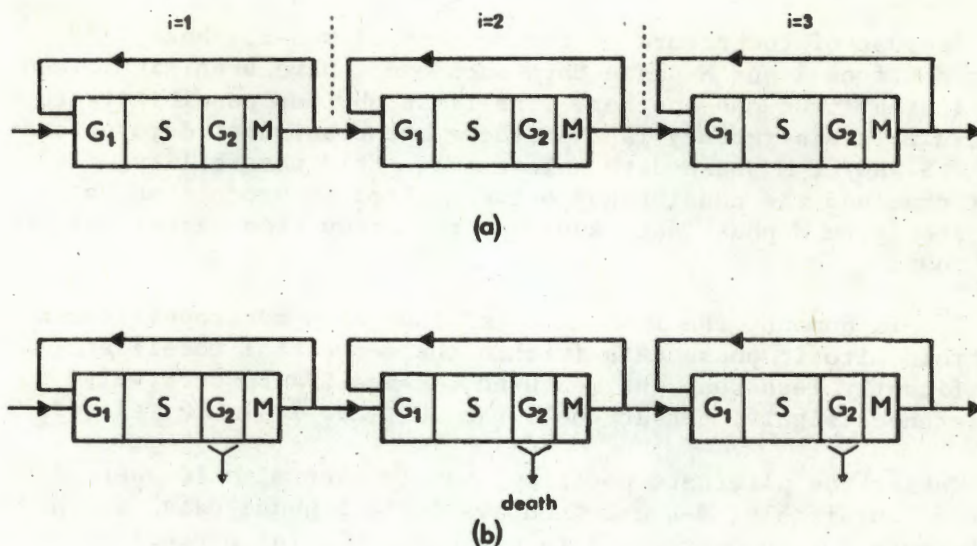 i=1 i=2 i=3
G₁ S G₂ M G₁ S G₂ M G₁ S G₂ M
(a)
G₁ S G₂ M G₁ S G₂ M G₁ S G₂ M
death
(b)